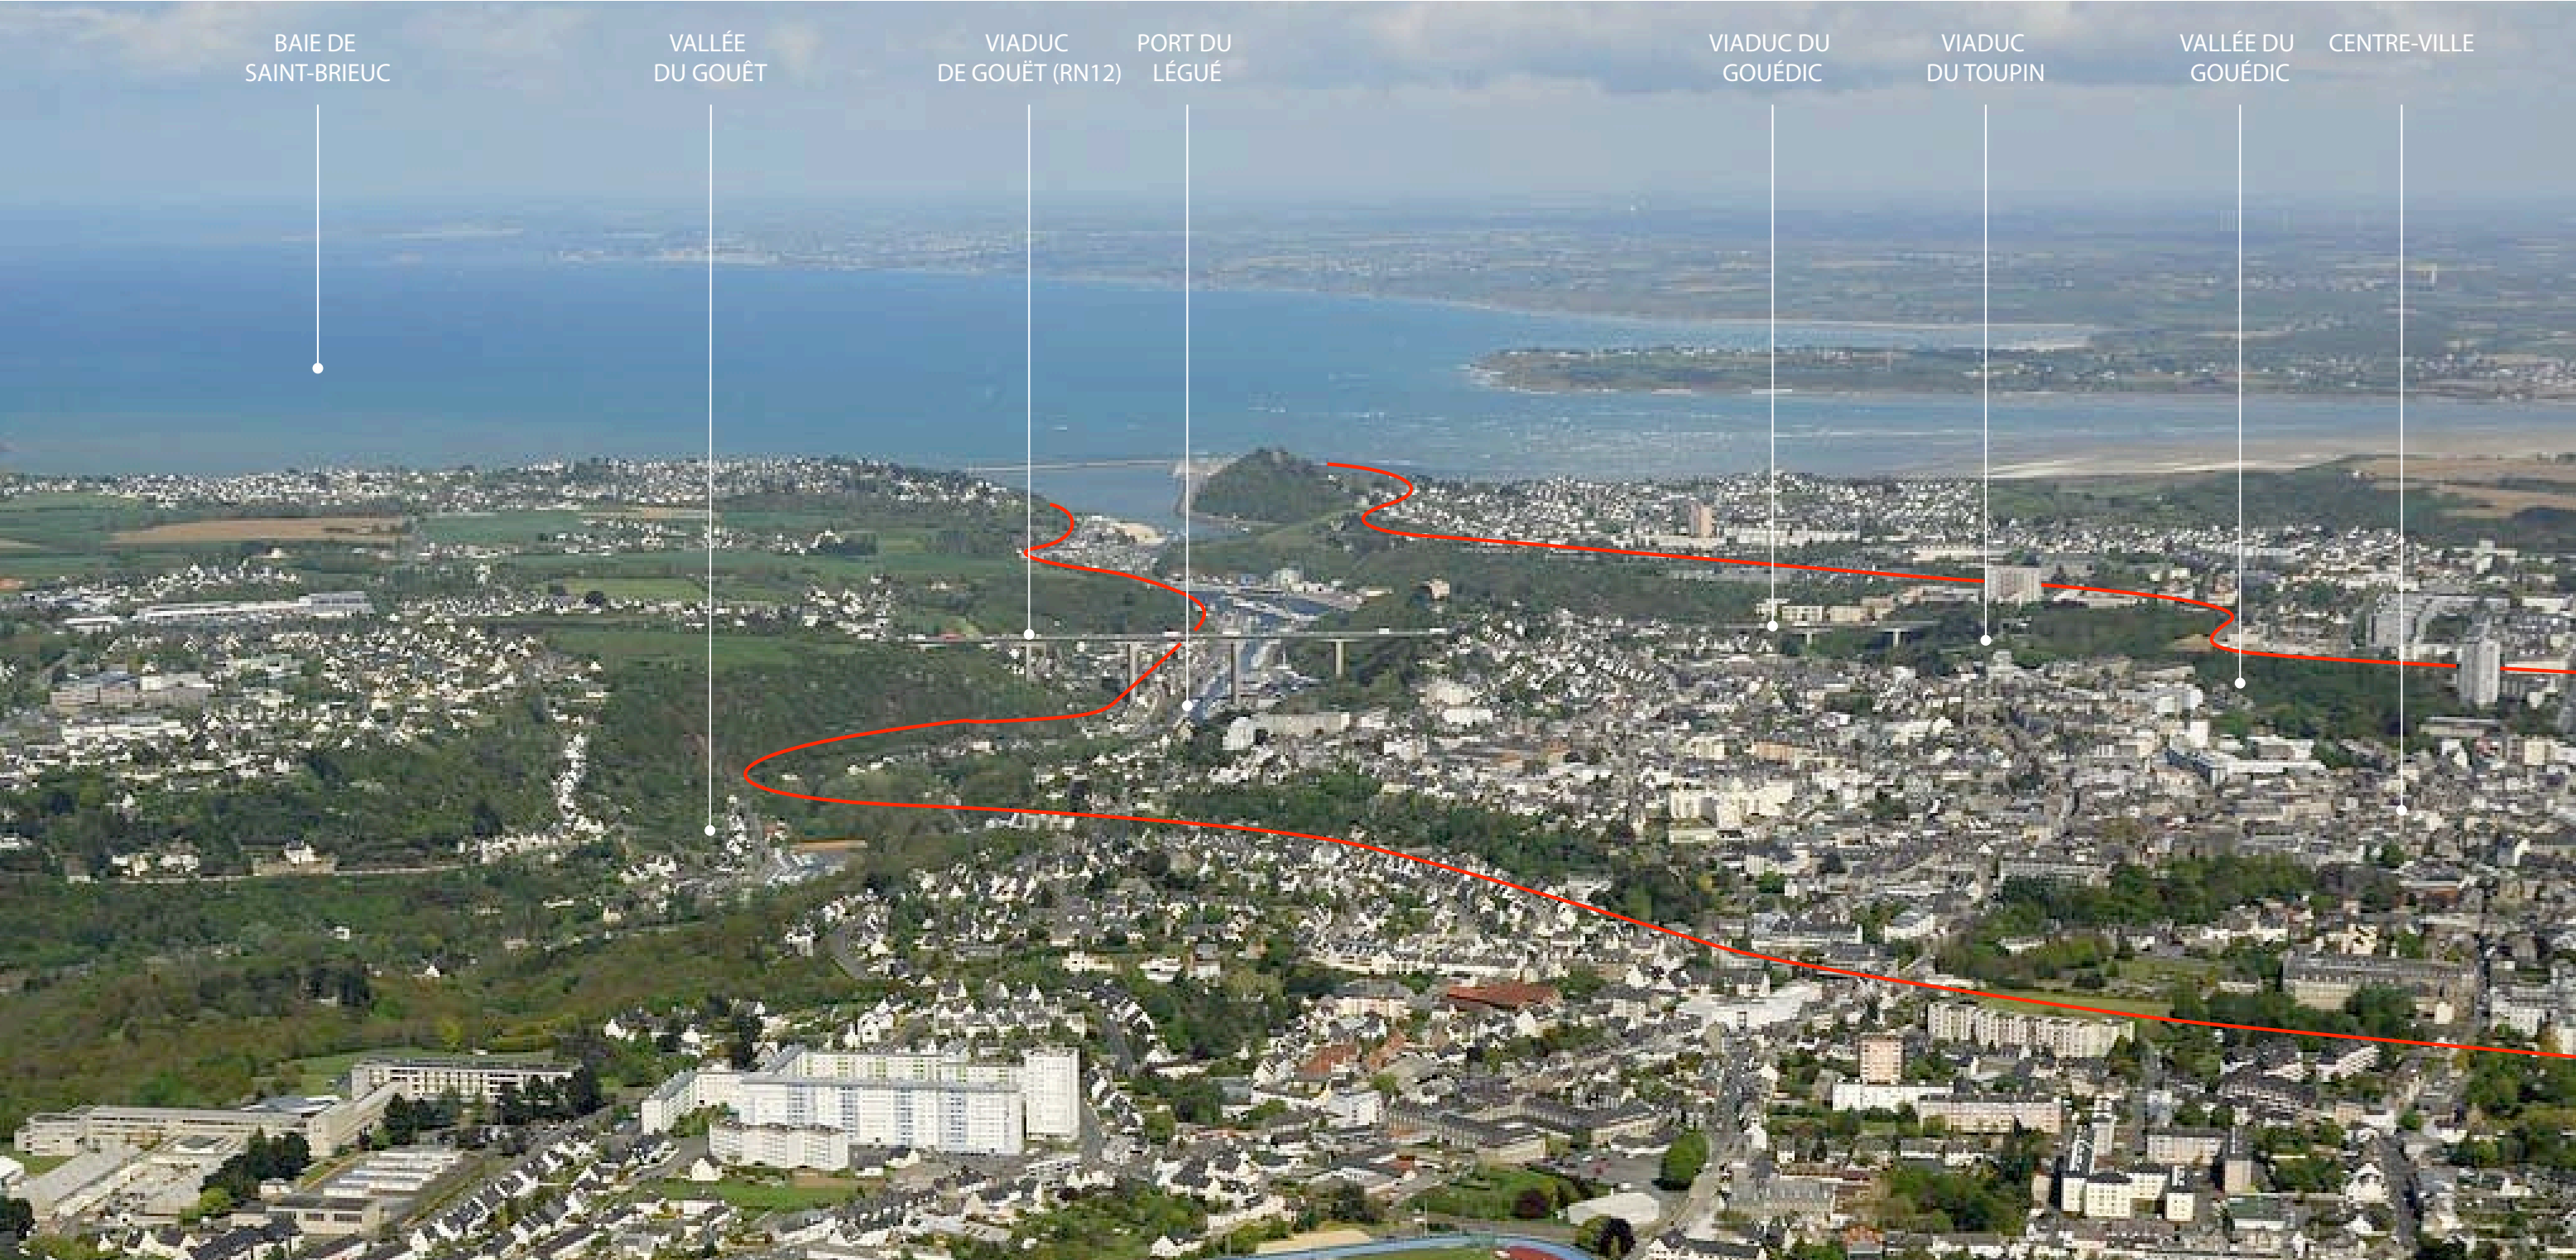 BAIE DE
SAINT-BRIEUC
VALLÉE
DU GOUÊT
VIADUC
DE GOUËT (RN12)
PORT DU
LÉGUÉ
VIADUC DU
GOUÉDIC
VIADUC
DU TOUPIN
VALLÉE DU
GOUÉDIC
CENTRE-VILLE